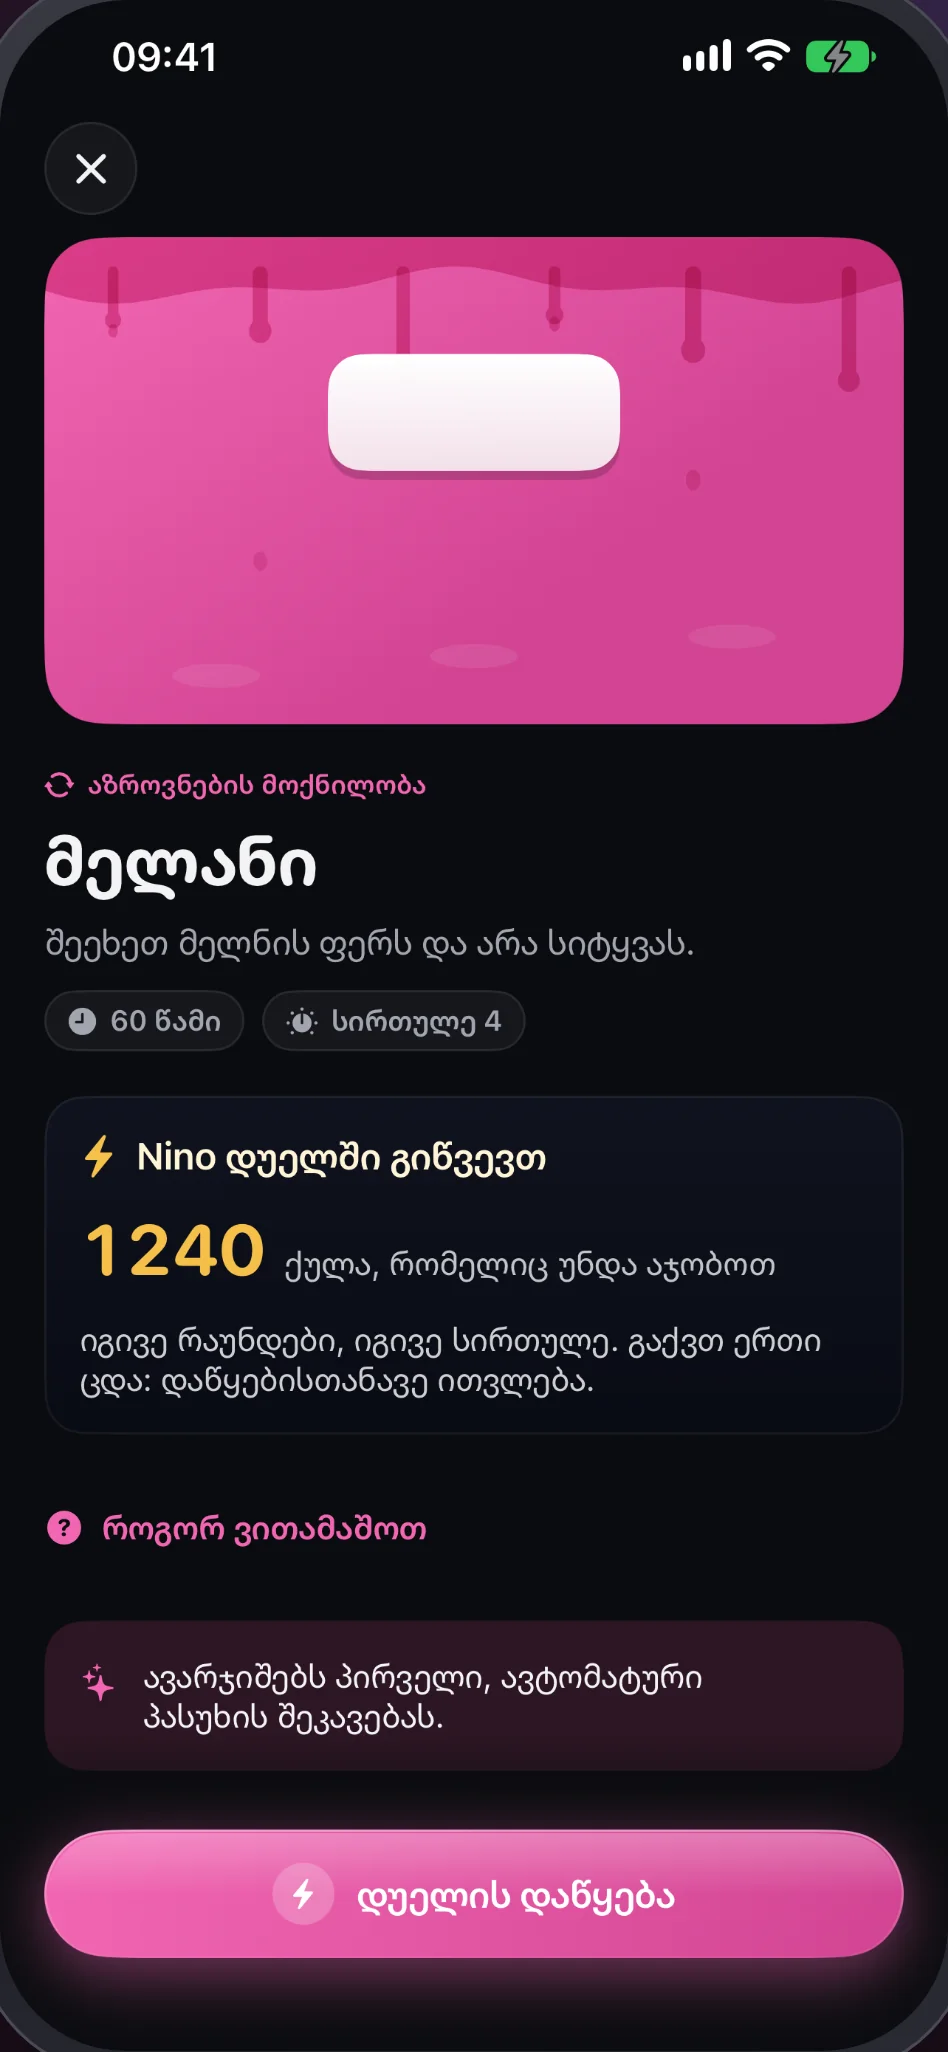 09:41
აზროვნების მოქნილობა
მელანი
შეეხეთ მელნის ფერს და არა სიტყვას.
60 წამი
სირთულე 4
Nino დუელში გიწვევთ
1240 ქულა, რომელიც უნდა აჯობოთ
იგივე რაუნდები, იგივე სირთულე. გაქვთ ერთი
ცდა: დაწყებისთანავე ითვლება.
? როგორ ვითამაშოთ
ავარჯიშებს პირველი, ავტომატური
პასუხის შეკავებას.
დუელის დაწყება